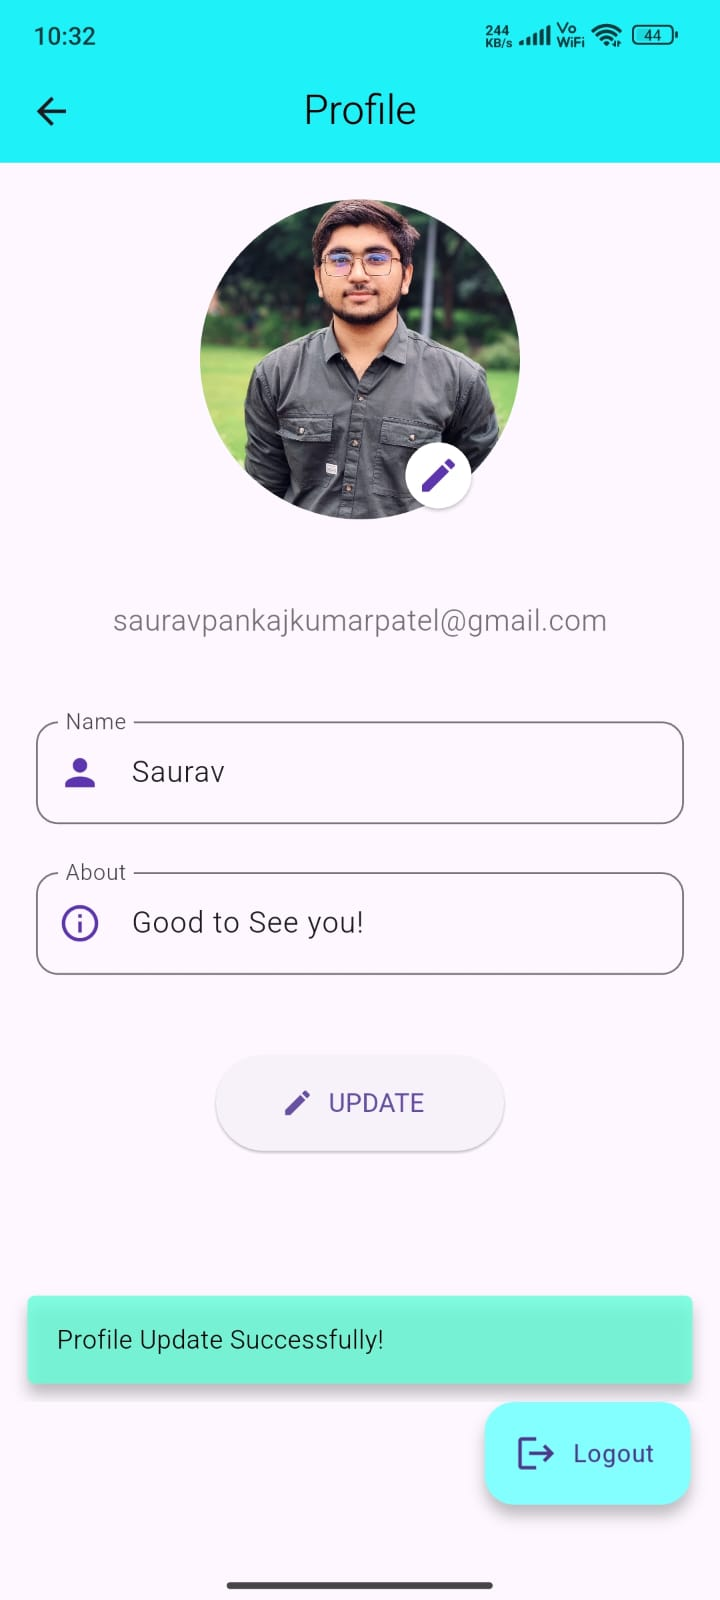 10:32
244
KB/s
Vo
WiFi
44
Profile
sauravpankajkumarpatel@gmail.com
Name
Saurav
About
Good to See you!
UPDATE
Profile Update Successfully!
Logout